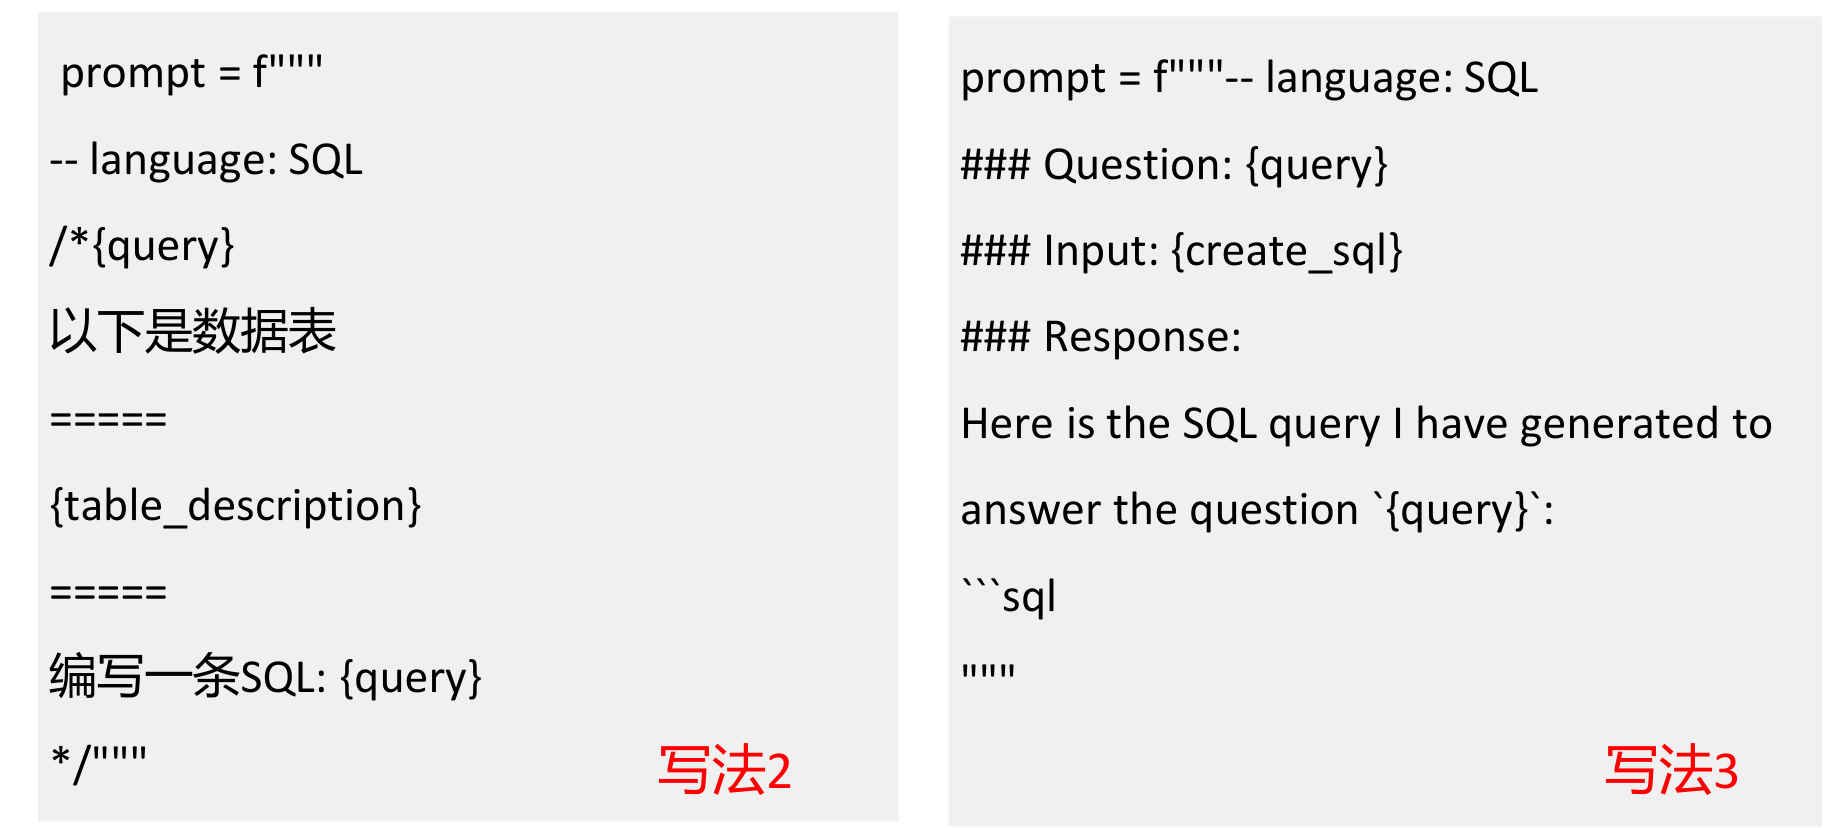 prompt = f"""
-- language: SQL
/*{query}
以下是数据表
=====
{table_description}
=====
编写一条SQL: {query}
*/"""
写法2
prompt = f"""-- language: SQL
### Question: {query}
### Input: {create_sql}
### Response:
Here is the SQL query I have generated to
answer the question `{query}`:
```sql
"""
写法3